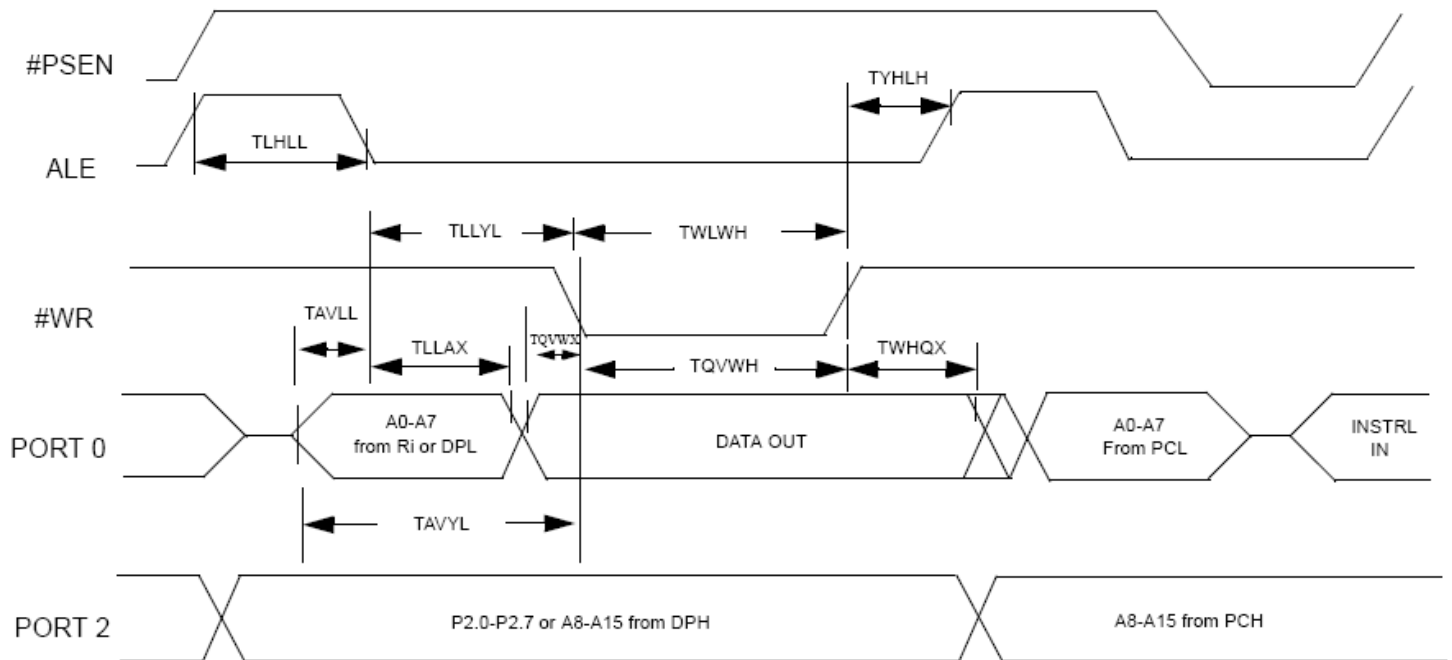 #PSEN
TYHLH
TLHLL
ALE
TLLYL
TWLWH
#WR
TAVLL
TQVWX
TLLAX
TQVWH
TWHQX
PORT 0
A0-A7
from Ri or DPL
DATA OUT
A0-A7
From PCL
INSTRL
IN
TAVYL
PORT 2
P2.0-P2.7 or A8-A15 from DPH
A8-A15 from PCH